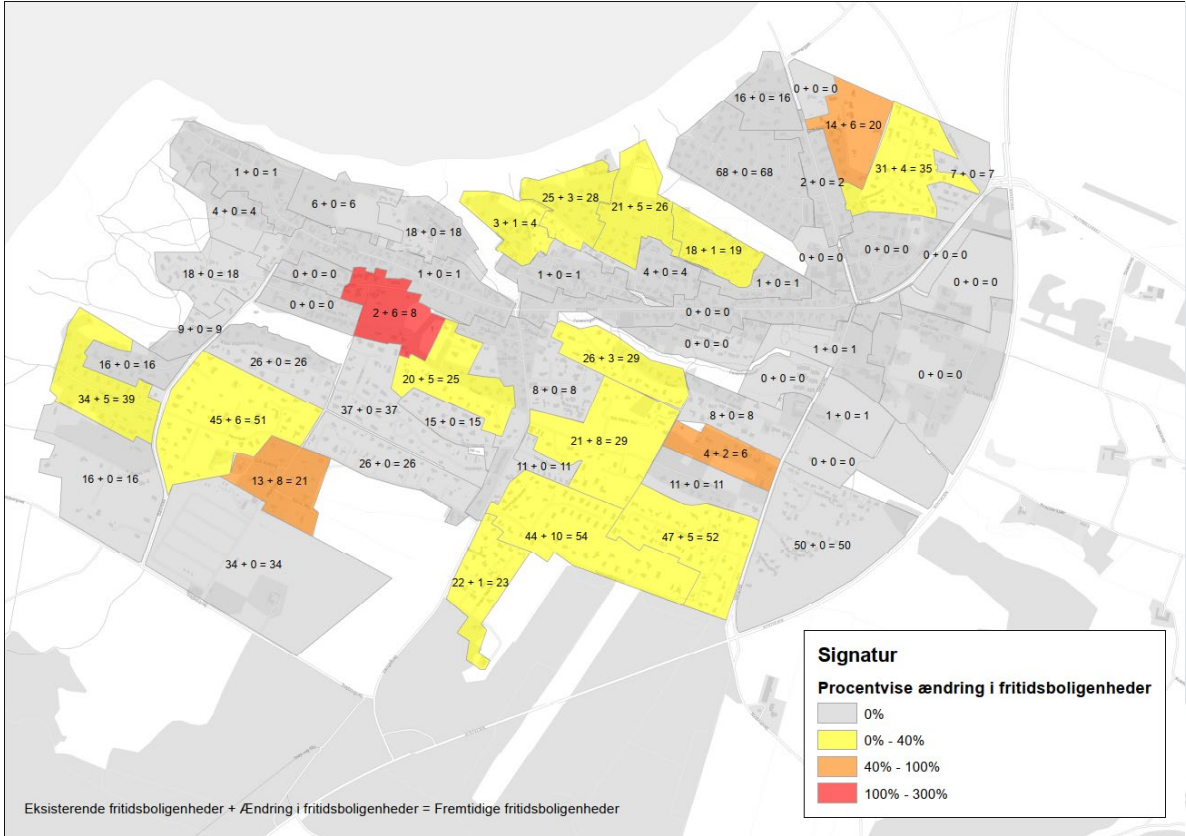 16 + 0 = 16
0 + 0 = 0
14 + 6 = 20
31 + 4 = 35
7 + 0 = 7
68 + 0 = 68
2 + 0 = 2
1 + 0 = 1
6 + 0 = 6
4 + 0 = 4
18 + 0 = 18
25 + 3 = 28
21 + 5 = 26
3 + 1 = 4
18 + 1 = 19
0 + 0 = 0
0 + 0 = 0
0 + 0 = 0
0 + 0 = 0
18 + 0 = 18
0 + 0 = 0
1 + 0 = 1
1 + 0 = 1
4 + 0 = 4
1 + 0 = 1
0 + 0 = 0
2 + 6 = 8
0 + 0 = 0
9 + 0 = 9
0 + 0 = 0
1 + 0 = 1
16 + 0 = 16
26 + 0 = 26
20 + 5 = 25
26 + 3 = 29
0 + 0 = 0
0 + 0 = 0
34 + 5 = 39
8 + 0 = 8
45 + 6 = 51
37 + 0 = 37
15 + 0 = 15
8 + 0 = 8
1 + 0 = 1
21 + 8 = 29
4 + 2 = 6
26 + 0 = 26
11 + 0 = 11
0 + 0 = 0
16 + 0 = 16
13 + 8 = 21
11 + 0 = 11
44 + 10 = 54
47 + 5 = 52
50 + 0 = 50
34 + 0 = 34
22 + 1 = 23
Signatur
Procentvise ændring i fritidsboligenheder
0%
0% - 40%
40% - 100%
100% - 300%
Eksisterende fritidsboligenheder + Ændring i fritidsboligenheder = Fremtidige fritidsboligenheder